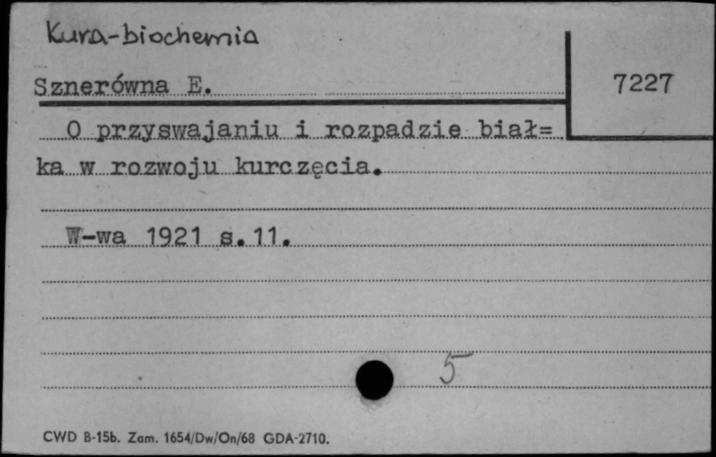 Kura-biochemia
Sznerówna E.
7227
O przyswajaniu i rozpadzie biał=
ka w rozwoju kurczęcia.
W-wa 1921 s.11.
5
CWD B-15b. Zam. 1654/Dw/On/68 GDA-2710.